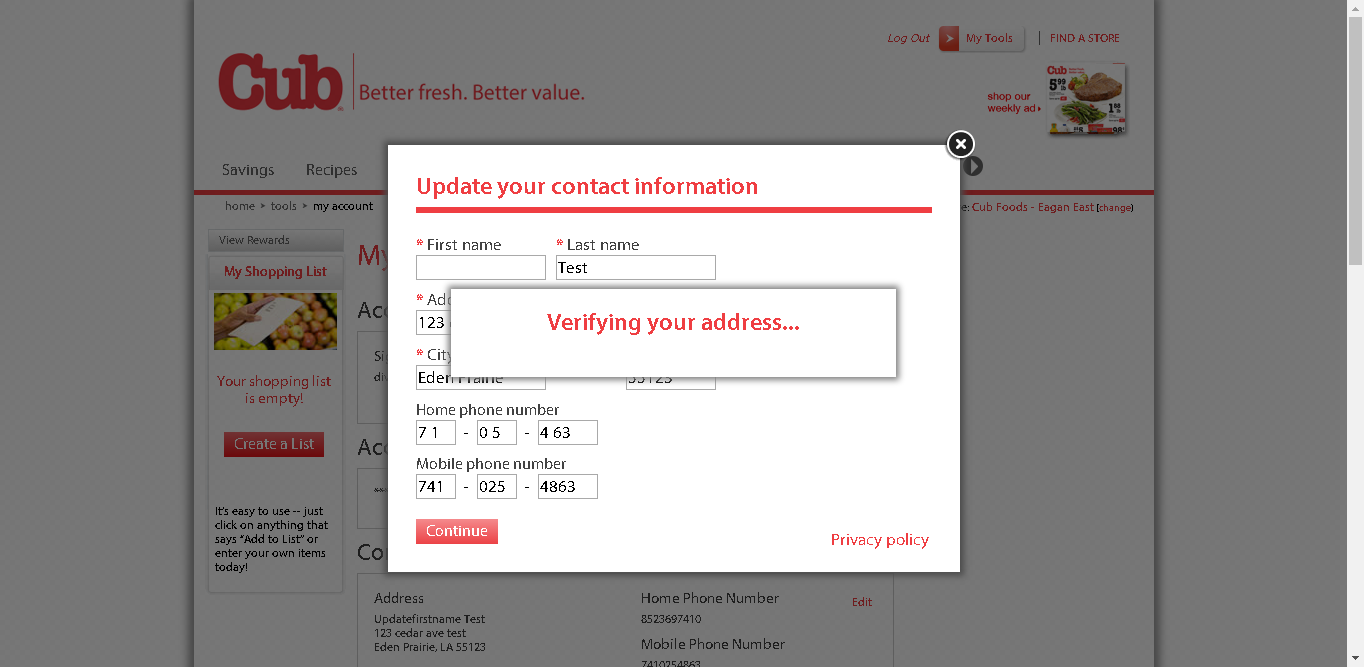 Log Out
My Tools
FIND A STORE
Cub
Better fresh. Better value.
shop our
weekly ad
Cub
5 99
1 88
Savings
Recipes
Update your contact information
home
tools
my account
e: Cub Foods - Eagan East (change)
View Rewards
My
My Shopping List
* First name
* Last name
Test
* Add
123
Verifying your address...
* City
Eden Prairie
55123
Your shopping list
is empty!
Create a List
It's easy to use -- just
click on anything that
says "Add to List" or
enter your own items
today!
Home phone number
7 1 - 0 5 - 4 63
Mobile phone number
741 - 025 - 4863
Continue
Privacy policy
Address
Updatefirstname Test
123 cedar ave test
Eden Prairie, LA 55123
Home Phone Number
8523697410
Edit
Mobile Phone Number
7410254863